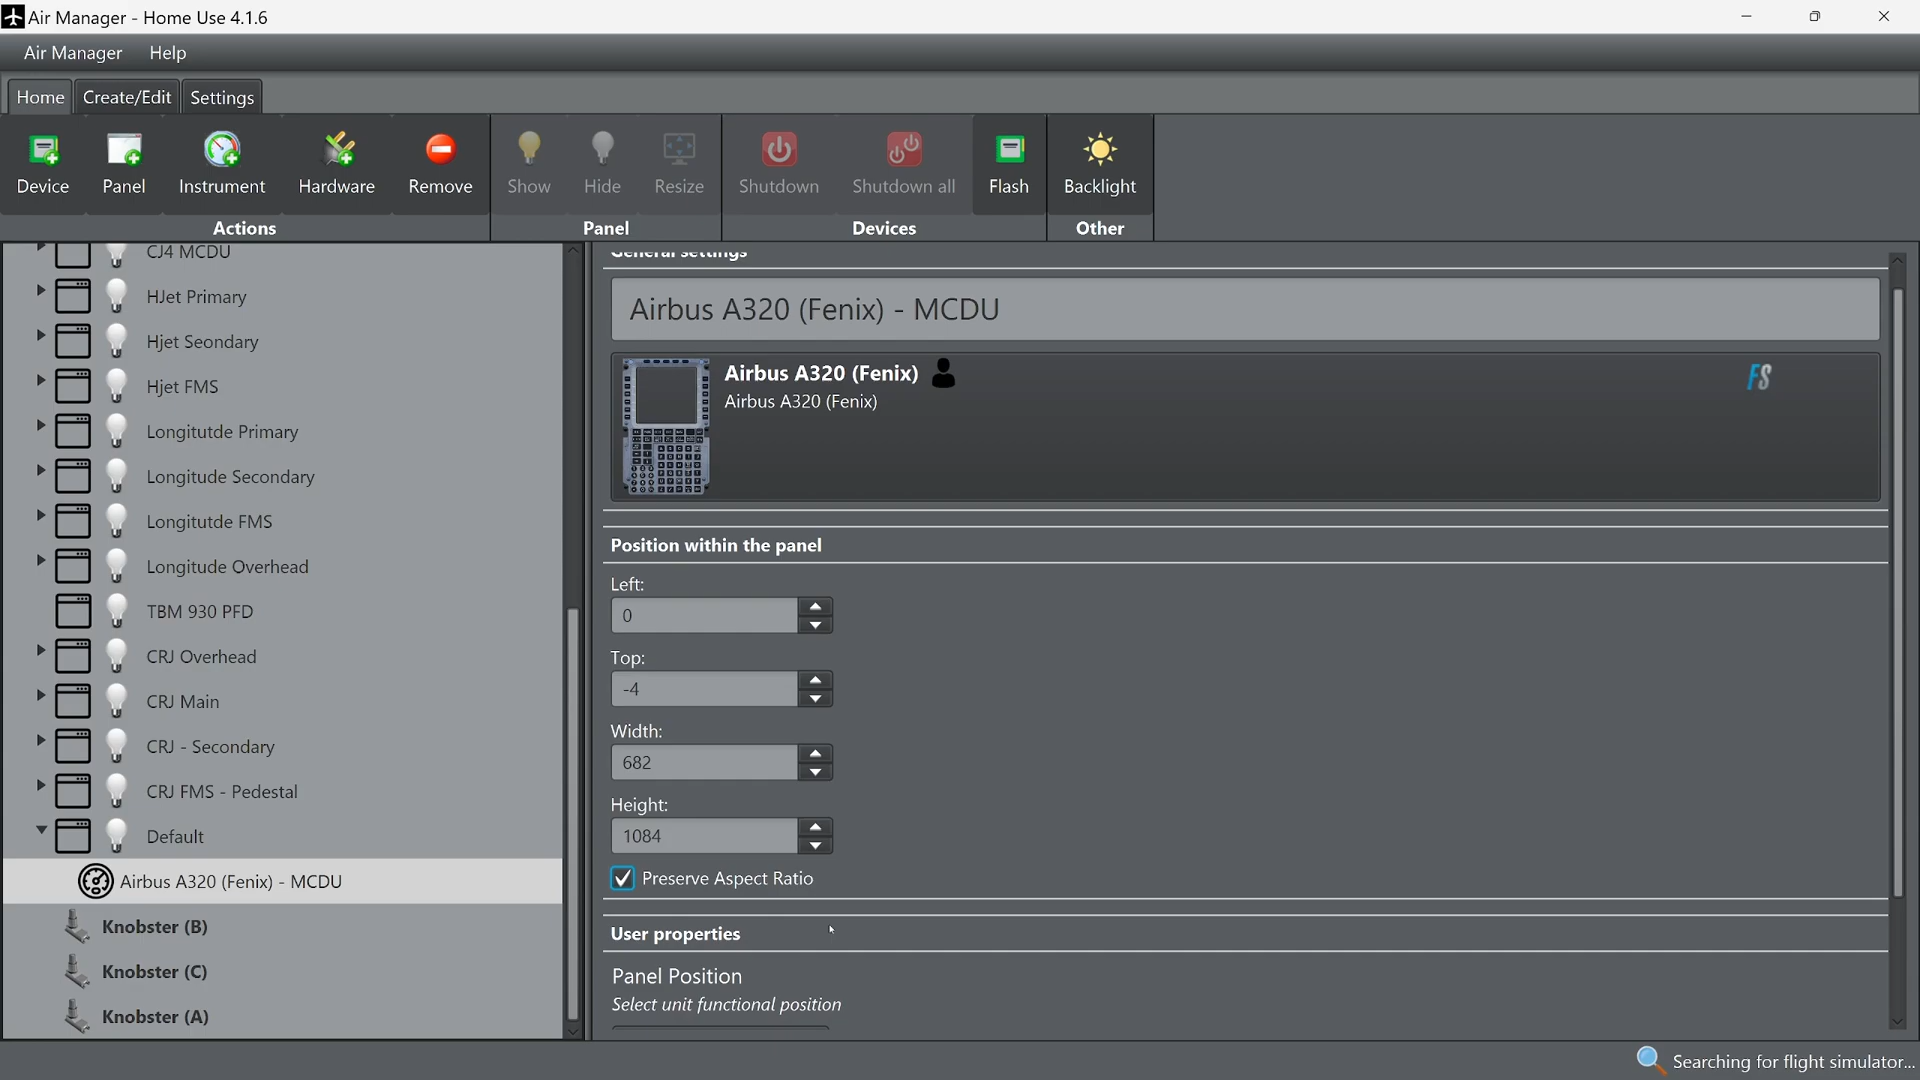 Air Manager - Home Use 4.1.6
Air Manager Help
Home Create/Edit Settings
Device Panel Instrument Hardware Remove Show Hide Resize Shutdown Shutdown all Flash Backlight
Actions Panel Devices Other
CJ4 MCDU
HJet Primary
Hjet Seondary
Hjet FMS
Longitutde Primary
Longitude Secondary
Longitutde FMS
Longitude Overhead
TBM 930 PFD
CRJ Overhead
CRJ Main
CRJ - Secondary
CRJ FMS - Pedestal
Default
Airbus A320 (Fenix) - MCDU
Knobster (B)
Knobster (C)
Knobster (A)
General settings
Airbus A320 (Fenix) - MCDU
Airbus A320 (Fenix)
FS
Airbus A320 (Fenix)
Position within the panel
Left:
0
Top:
-4
Width:
682
Height:
1084
Preserve Aspect Ratio
User properties
Panel Position
Select unit functional position
Searching for flight simulator...